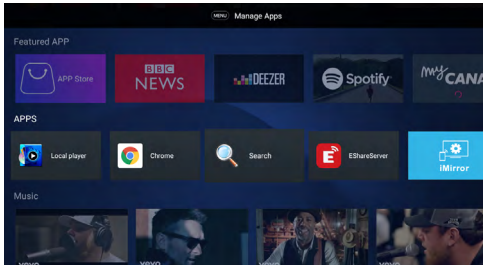 MENU Manage Apps
Featured APP
APP Store
BBC
NEWS
DEEZER
Spotify
my
CANA
APPS
Local player
Chrome
Search
E
EShareServer
iMirror
Music
vevo
vevo
vevo
vevo